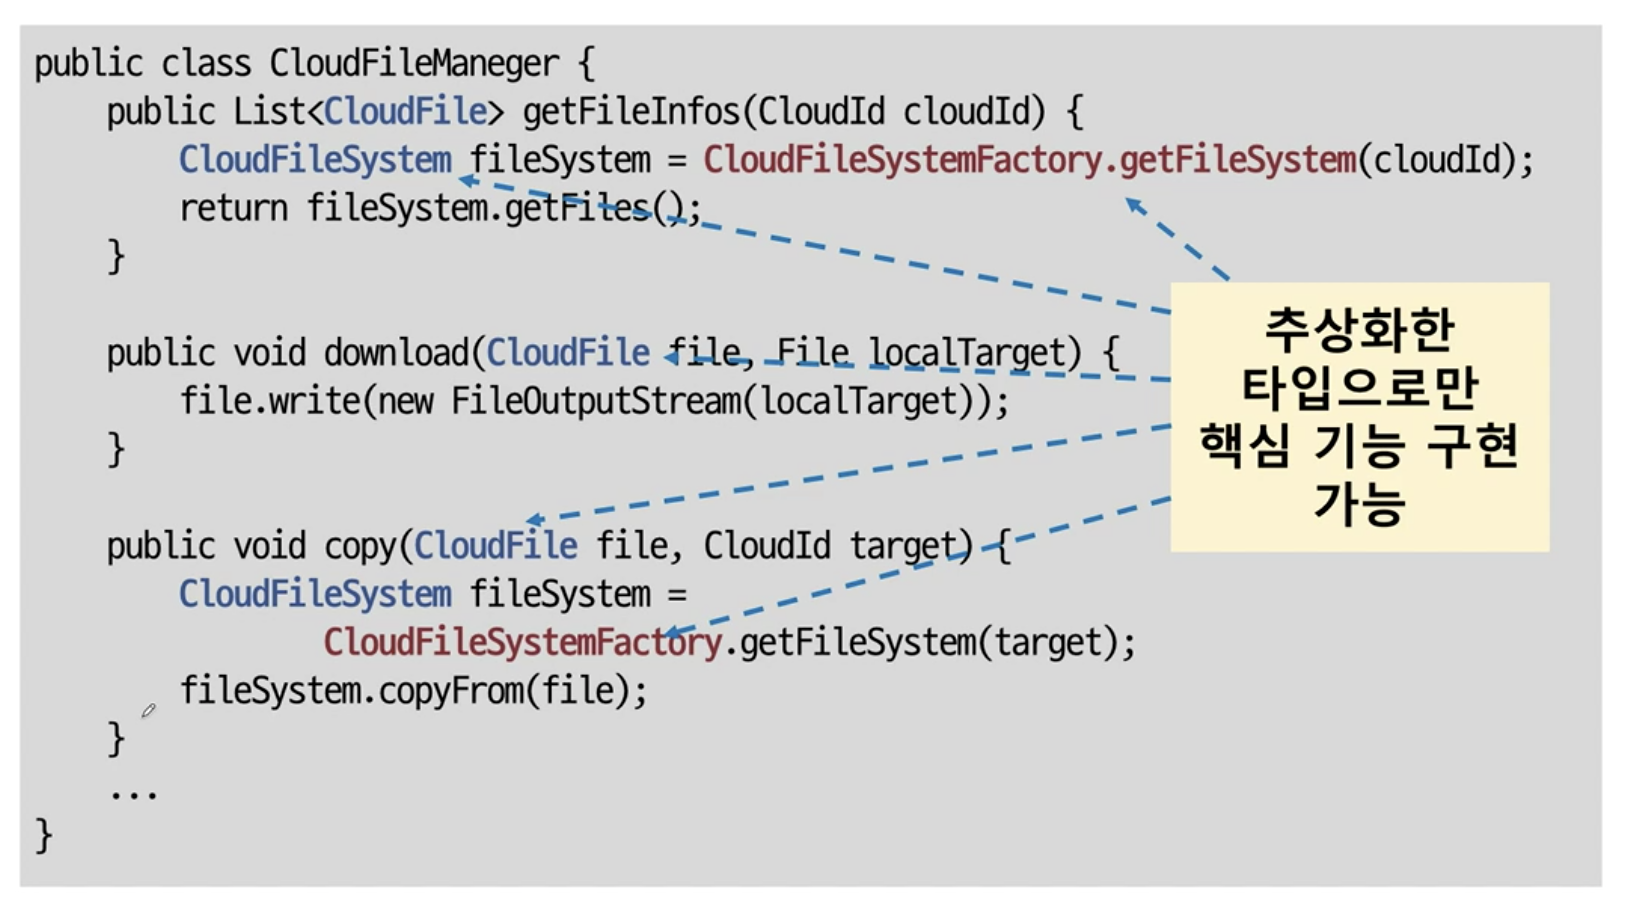 public class CloudFileManeger {
public List<CloudFile> getFileInfos(CloudId cloudId) {
CloudFileSystem fileSystem = CloudFileSystemFactory.getFileSystem(cloudId);
return fileSystem.getFiles();
}
public void download(CloudFile file, File localTarget) {
file.write(new FileOutputStream(localTarget));
}
public void copy(CloudFile file, CloudId target) {
CloudFileSystem fileSystem =
CloudFileSystemFactory.getFileSystem(target);
fileSystem.copyFrom(file);
}
...
}
추상화한
타입으로만
핵심 기능 구현
가능